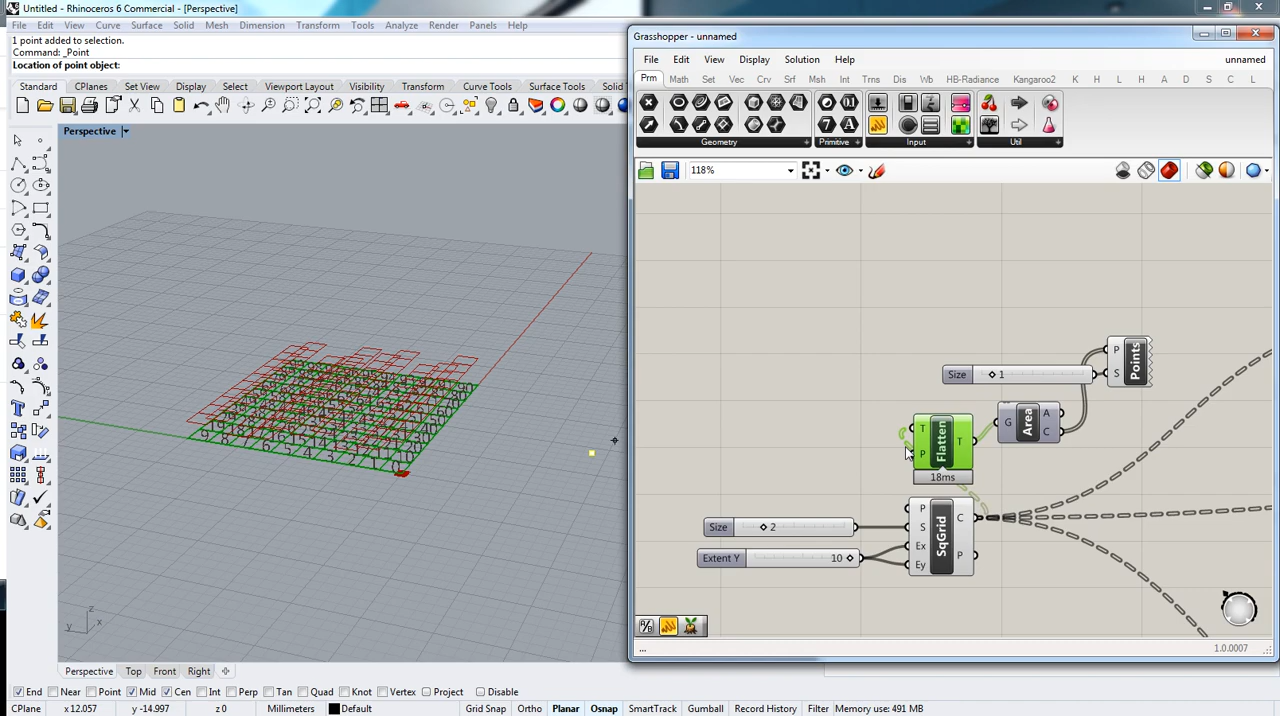 Untitled - Rhinoceros 6 Commercial - [Perspective]
File Edit View Curve Surface Solid Mesh Dimension Transform Tools Analyze Render Panels Help
1 point added to selection.
Command: _Point
Location of point object:
Standard CPlanes Set View Display Select Viewport Layout Visibility Transform Curve Tools Surface Tools Solid T
Perspective
z
y x
Perspective Top Front Right
End Near Point Mid Cen Int Perp Tan Quad Knot Vertex Project Disable
CPlane x 12.057 y -14.997 z 0 Millimeters Default Grid Snap Ortho Planar Osnap SmartTrack Gumball Record History Filter Memory use: 491 MB
Grasshopper - unnamed
File Edit View Display Solution Help unnamed
Prm Math Set Vec Crv Srf Msh Int Trns Dis Wb HB-Radiance Kangaroo2 K H L H A D S C L
Geometry Primitive Input Util
118%
P
S Points
Size 1
T
P Flatten T
18ms
G Area A
C
Size 2
Extent Y 10
P
S
Ex
Ey SqGrid C
P
...
1.0.0007